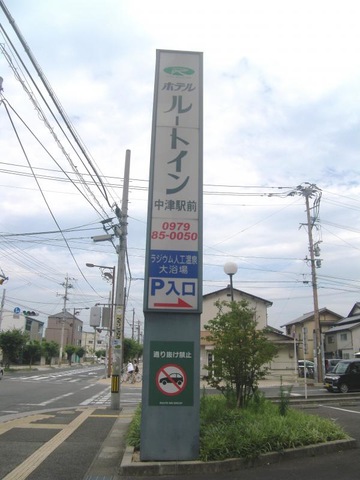 R
ホテル
ルートイン
中津駅前
0979
85-0050
ラジウム人工温泉
大浴場
P入口
通り抜け禁止